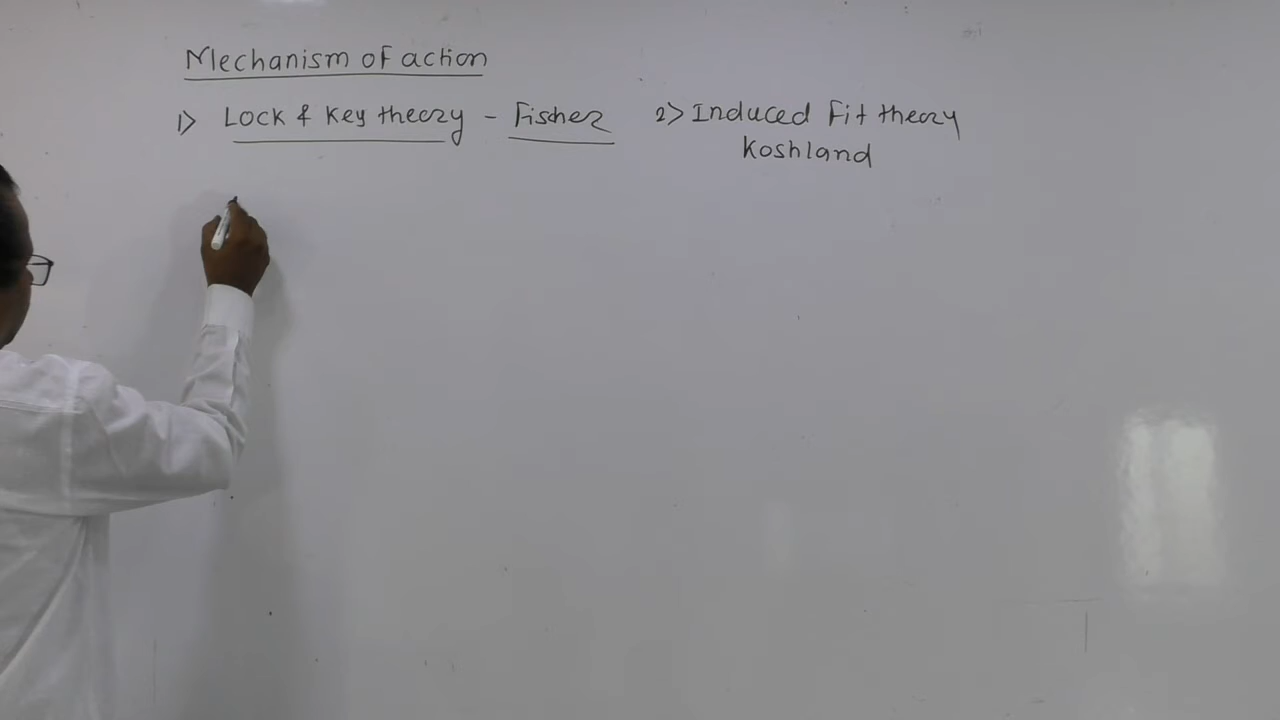 Mechanism of action
1> Lock & Key theory - Fisher
2> Induced Fit theory
Koshland